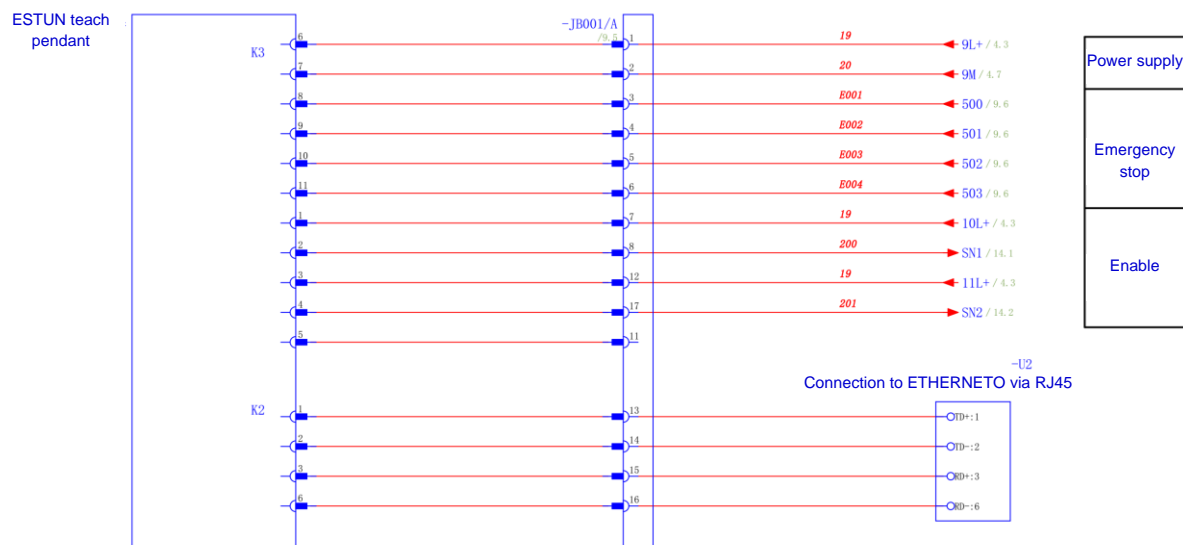 ESTUN teach
pendant
-JB001/A
/9.5
K3
6 1 19 9L+ /4.3
7 2 20 9M /4.7
8 3 E001 500 /9.6
9 4 E002 501 /9.6
10 5 E003 502 /9.6
11 6 E004 503 /9.6
1 7 19 10L+ /4.3
2 8 200 SN1 /14.1
3 12 19 11L+ /4.3
4 17 201 SN2 /14.2
5 11
Power supply
Emergency
stop
Enable
-U2
Connection to ETHERNETO via RJ45
K2
1 13 TD+:1
2 14 TD-:2
3 15 RD+:3
6 16 RD-:6